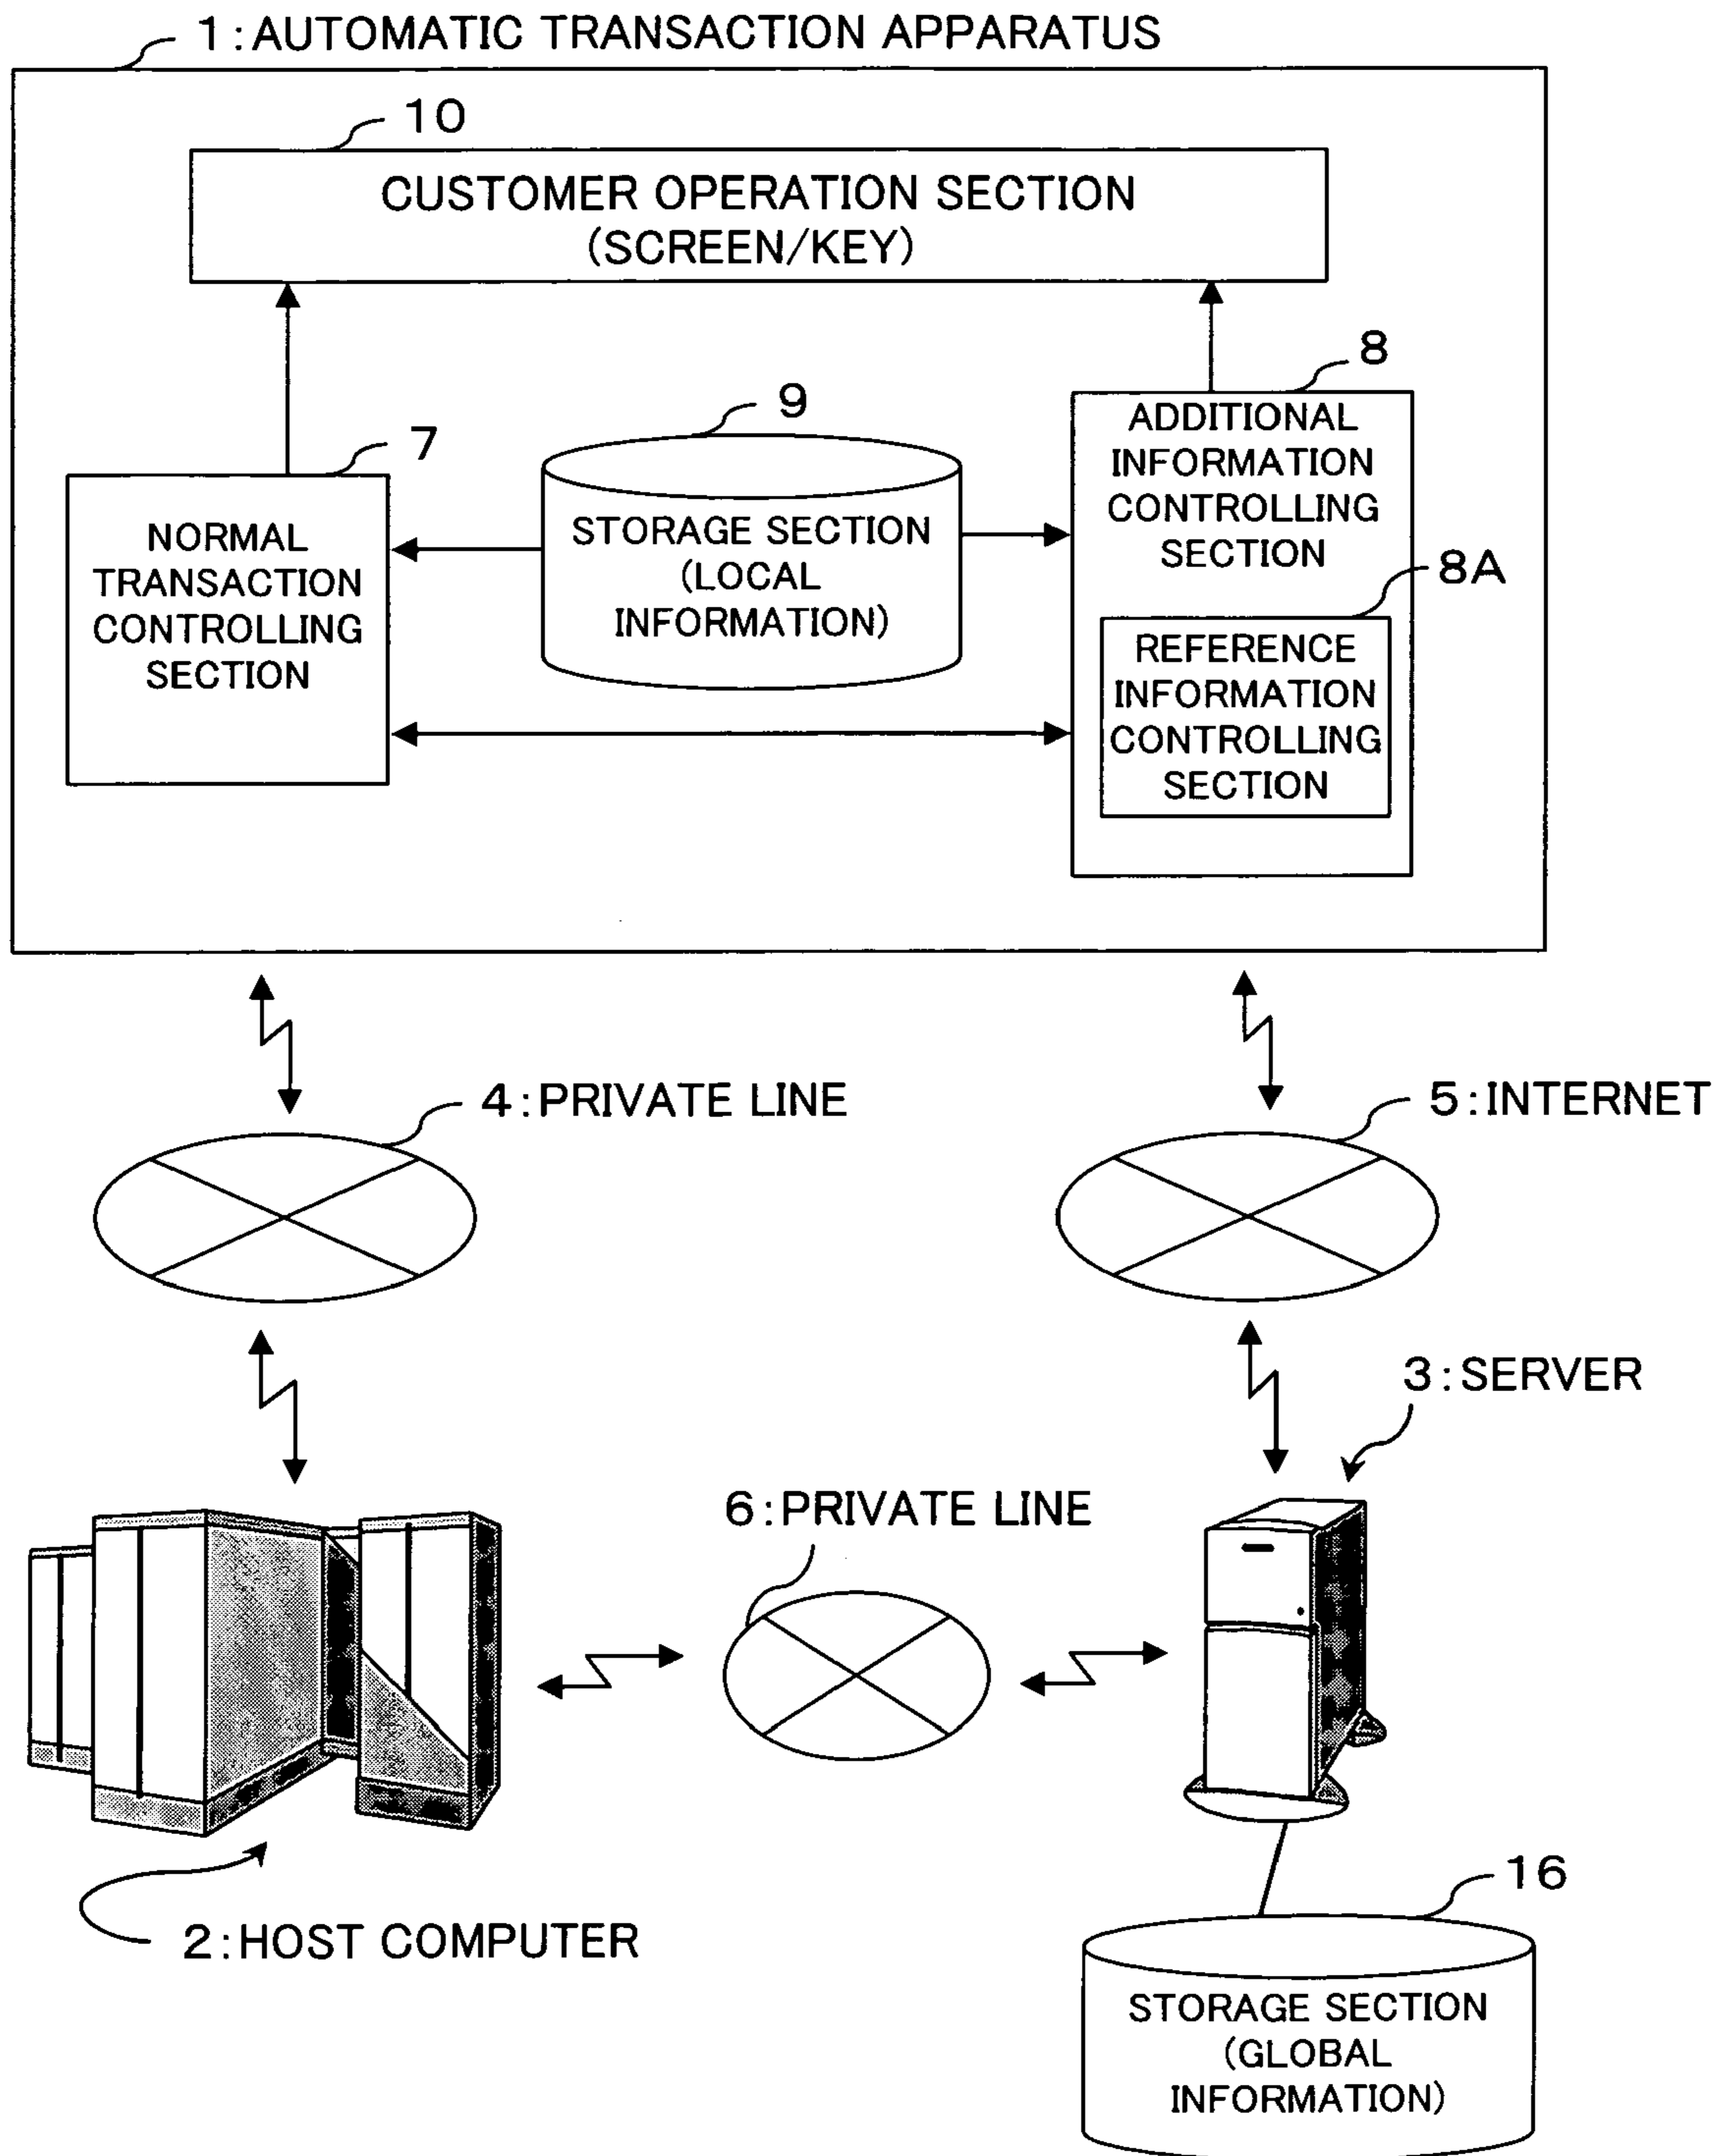 1:AUTOMATIC TRANSACTION APPARATUS
10
CUSTOMER OPERATION SECTION
(SCREEN/KEY)
7
NORMAL
TRANSACTION
CONTROLLING
SECTION
9
STORAGE SECTION
(LOCAL
INFORMATION)
8
ADDITIONAL
INFORMATION
CONTROLLING
SECTION
8A
REFERENCE
INFORMATION
CONTROLLING
SECTION
4:PRIVATE LINE
5:INTERNET
3:SERVER
6:PRIVATE LINE
2:HOST COMPUTER
16
STORAGE SECTION
(GLOBAL
INFORMATION)